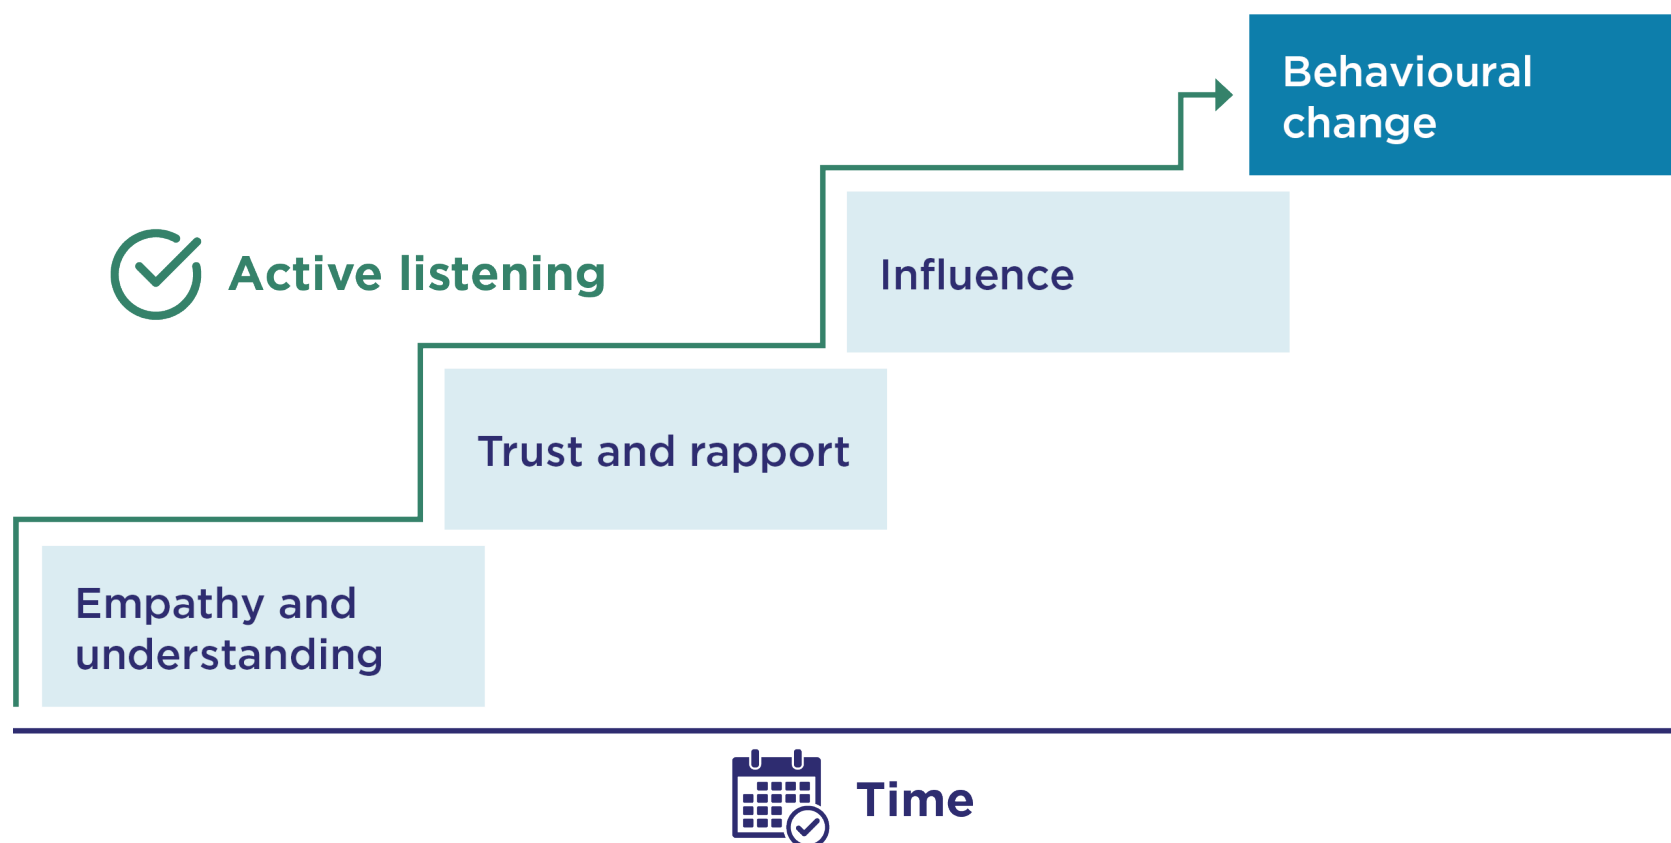 Behavioural
change
Active listening
Influence
Trust and rapport
Empathy and
understanding
Time